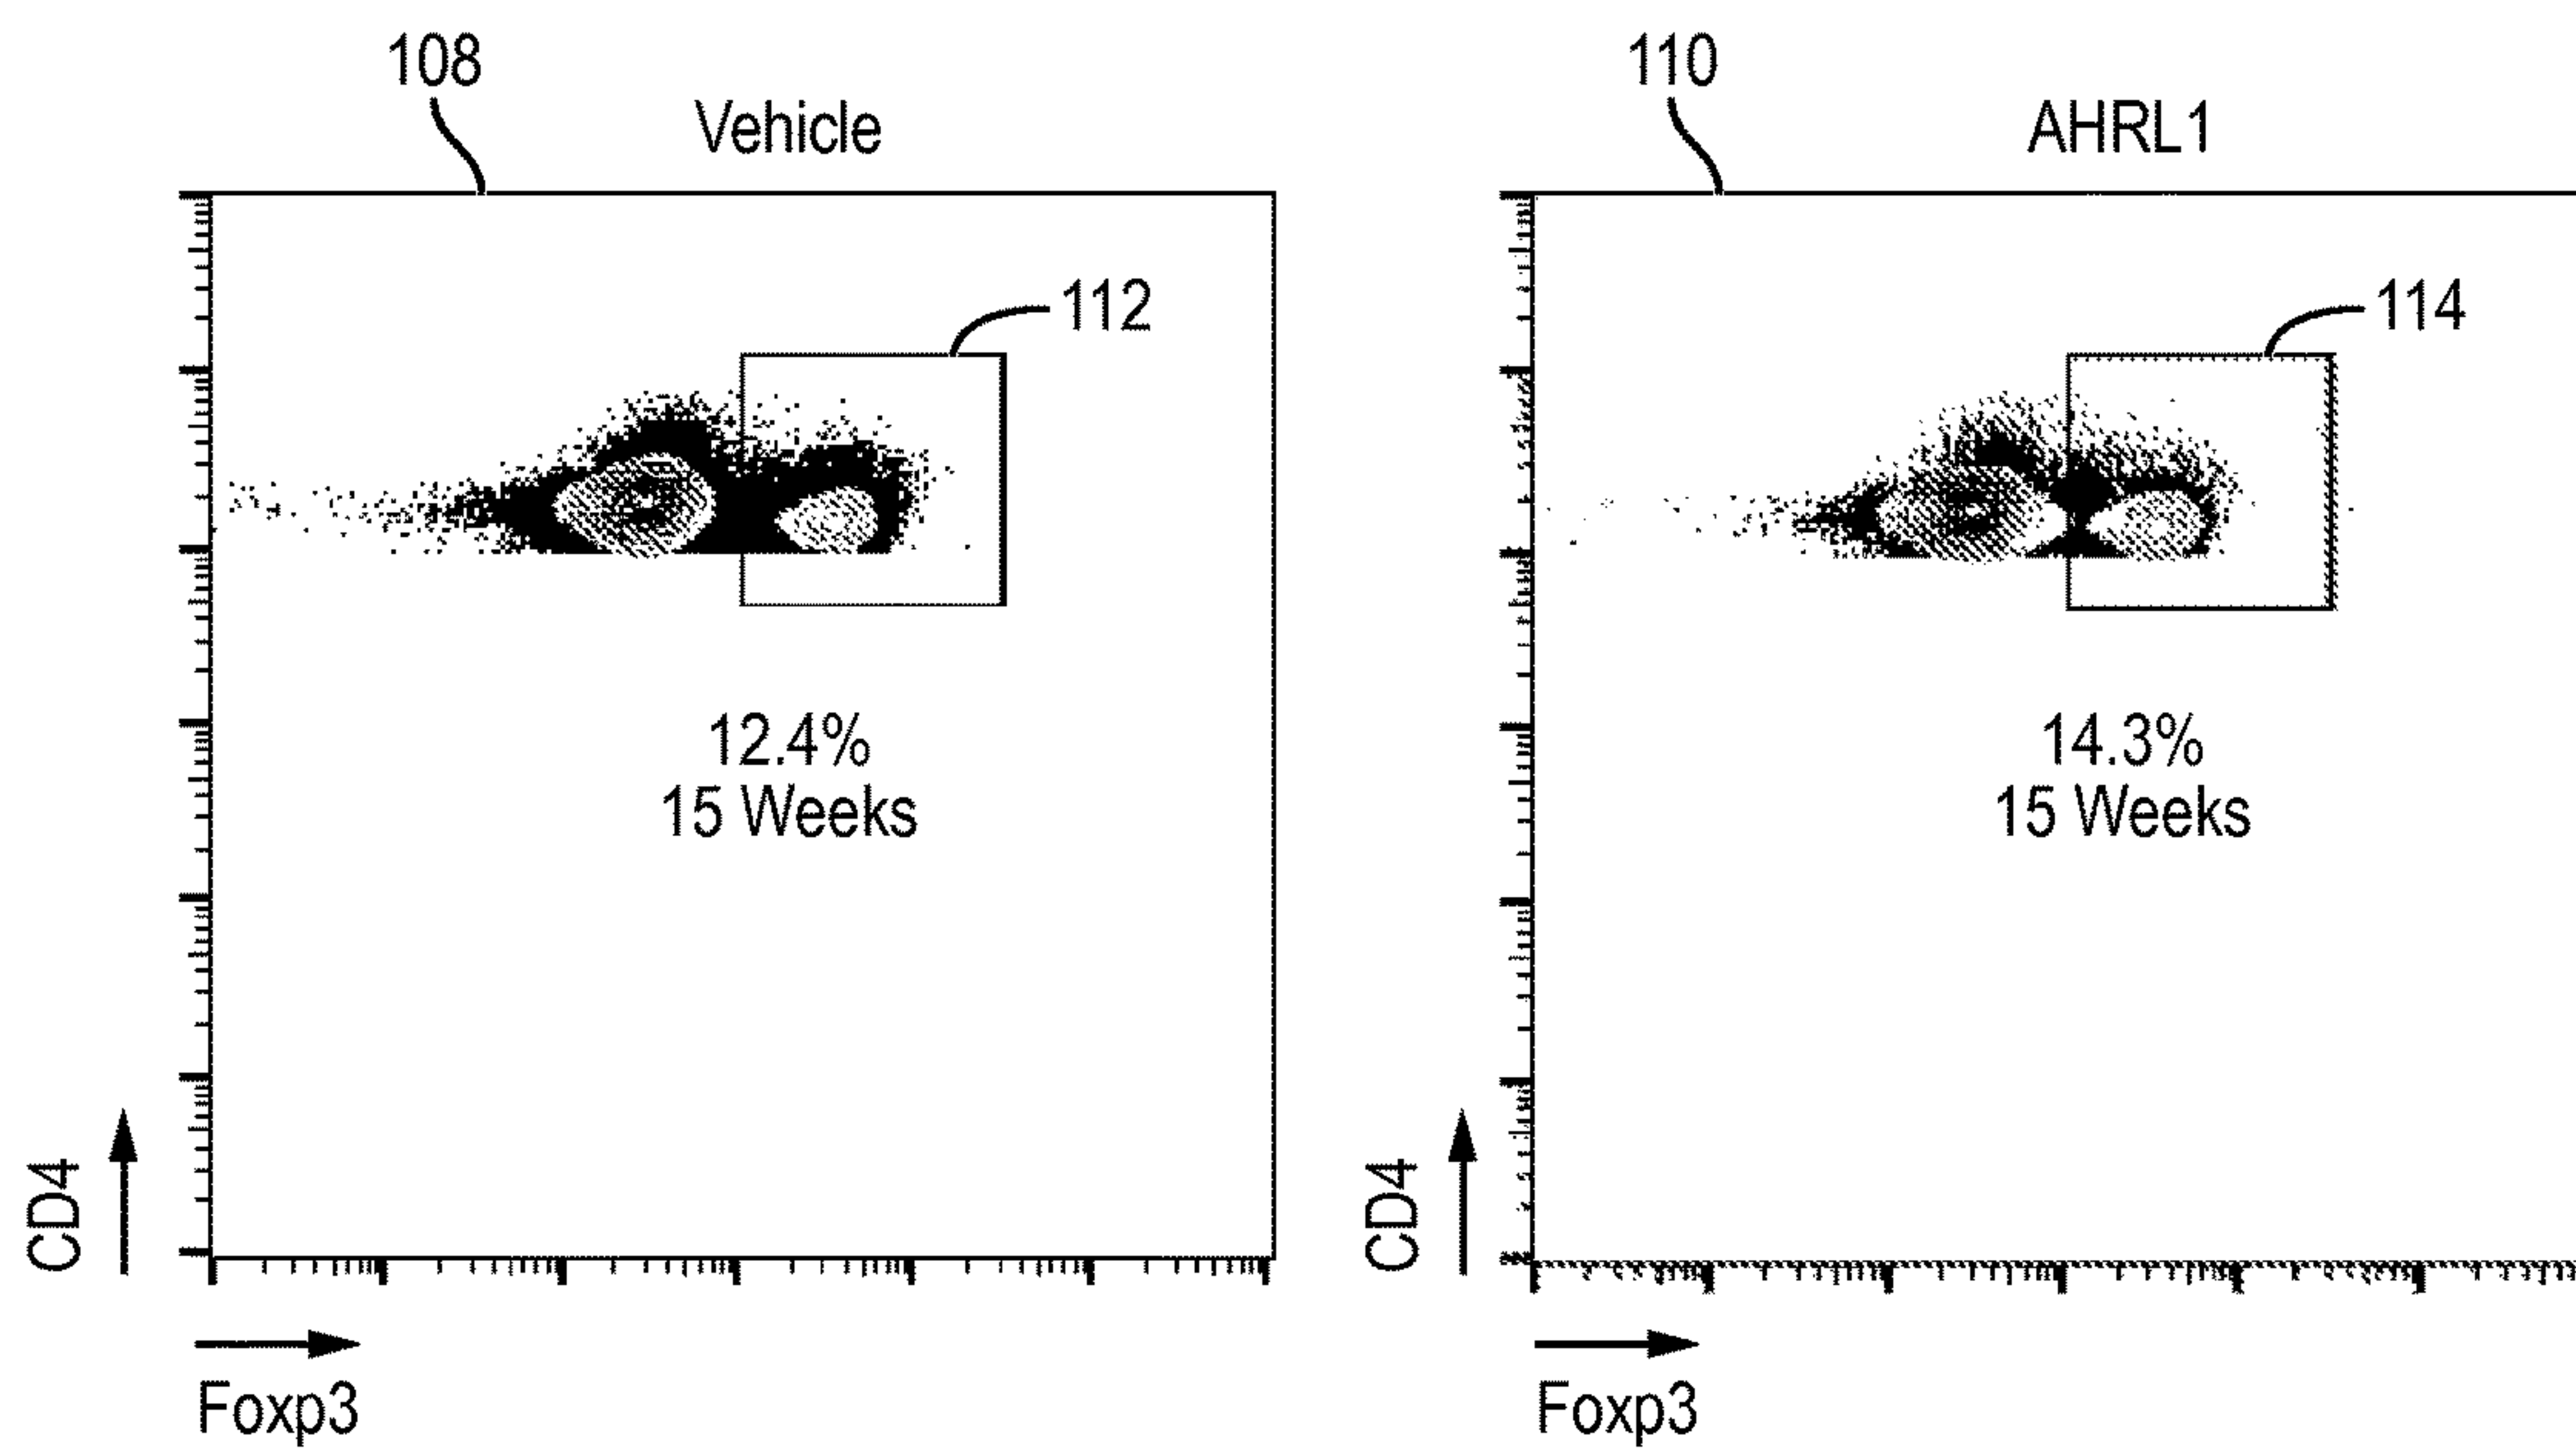 108
Vehicle
112
12.4%
15 Weeks
CD4
Foxp3
110
AHRL1
114
14.3%
15 Weeks
CD4
Foxp3